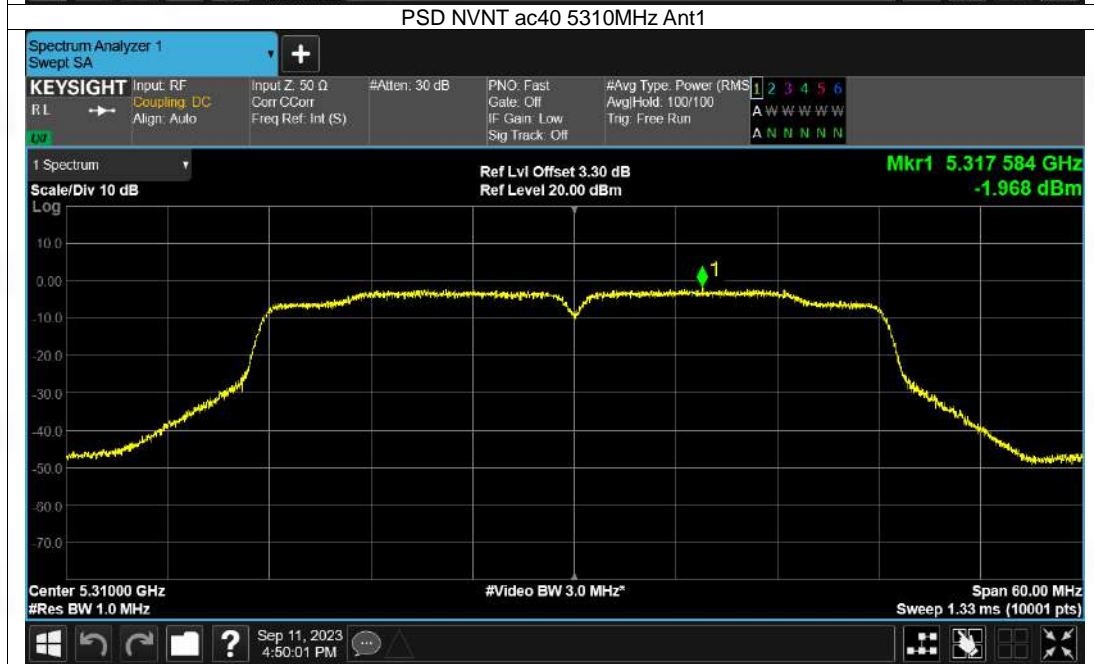 PSD NVNT ac40 5310MHz Ant1
Spectrum Analyzer 1
Swept SA
+
KEYSIGHT
R L
LXI
Input: RF
Coupling: DC
Align: Auto
Input Z: 50 Ω
Corr CCorr
Freq Ref: Int (S)
#Atten: 30 dB
PNO: Fast
Gate: Off
IF Gain: Low
Sig Track: Off
#Avg Type: Power (RMS
Avg|Hold: 100/100
Trig: Free Run
1 2 3 4 5 6
A W W W W W
A N N N N N
1 Spectrum
Scale/Div 10 dB
Log
Ref Lvl Offset 3.30 dB
Ref Level 20.00 dBm
Mkr1 5.317 584 GHz
-1.968 dBm
10.0
0.00
-10.0
-20.0
-30.0
-40.0
-50.0
-60.0
-70.0
1
Center 5.31000 GHz
#Res BW 1.0 MHz
#Video BW 3.0 MHz*
Span 60.00 MHz
Sweep 1.33 ms (10001 pts)
?
Sep 11, 2023
4:50:01 PM